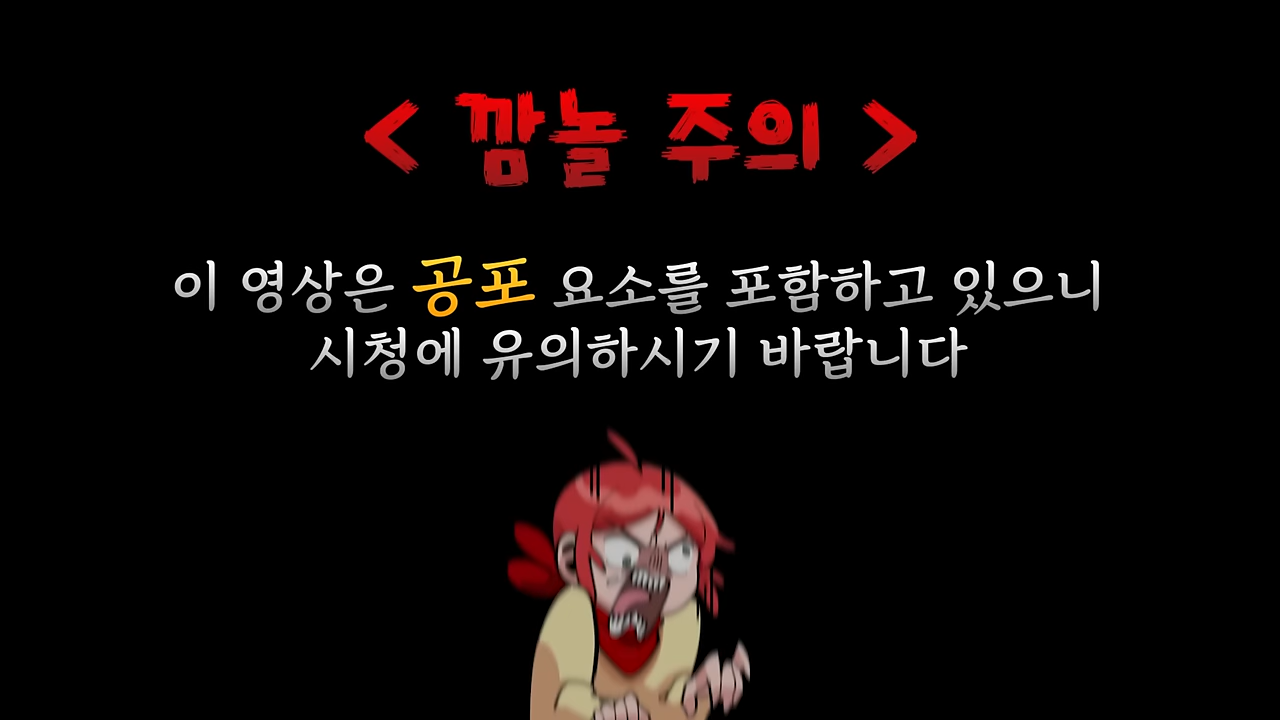 < 깜놀 주의 >
이 영상은 공포 요소를 포함하고 있으니
시청에 유의하시기 바랍니다